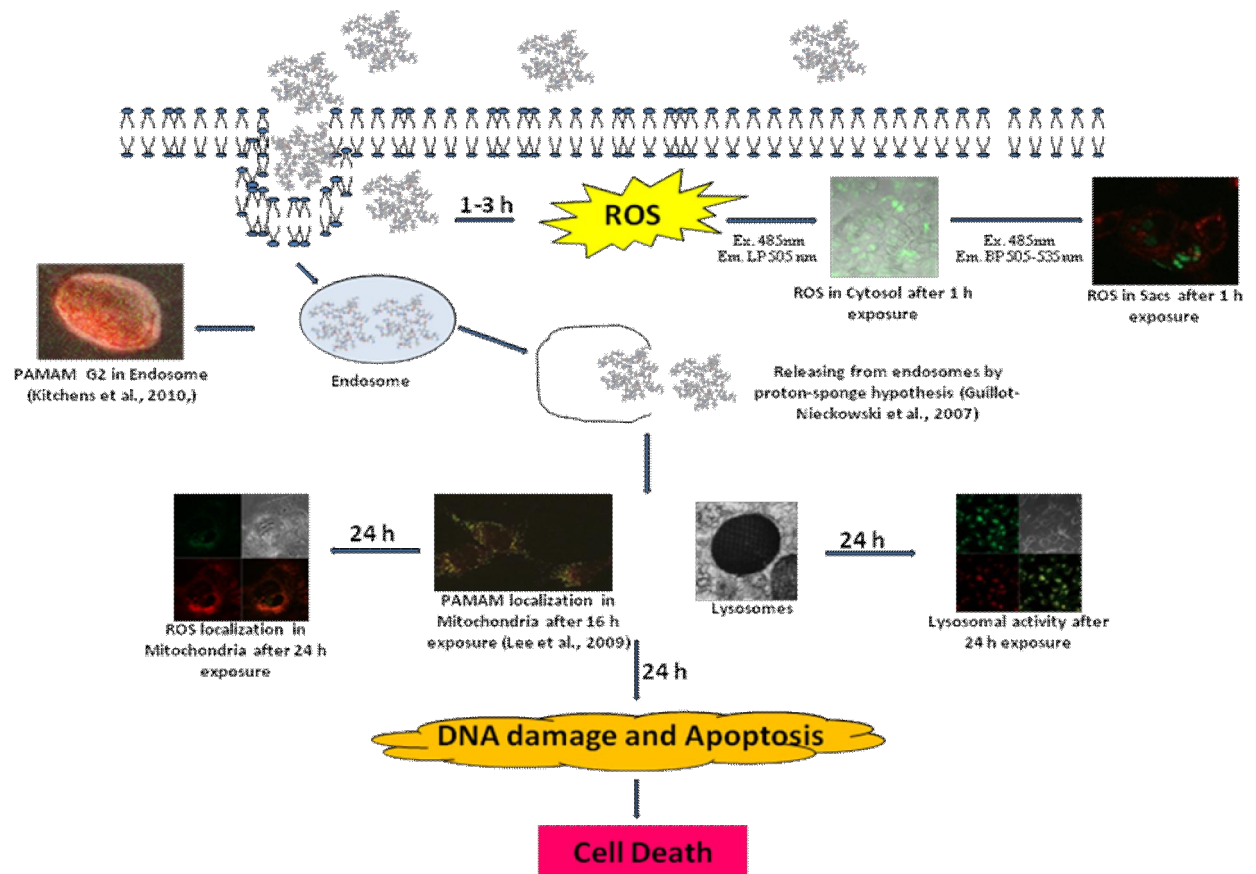 1-3 h
ROS
Ex. 485nm
Em. LP 505 nm
Ex. 485nm
Em. BP 505-535nm
ROS in Cytosol after 1 h
exposure
ROS in Sacs after 1 h
exposure
PAMAM G2 in Endosome
(Kitchens et al., 2010,)
Endosome
Releasing from endosomes by
proton-sponge hypothesis (Guillot-
Nieckowski et al., 2007)
24 h
24 h
ROS localization in
Mitochondria after 24 h
exposure
PAMAM localization in
Mitochondria after 16 h
exposure (Lee et al., 2009)
Lysosomes
Lysosomal activity after
24 h exposure
24 h
DNA damage and Apoptosis
Cell Death